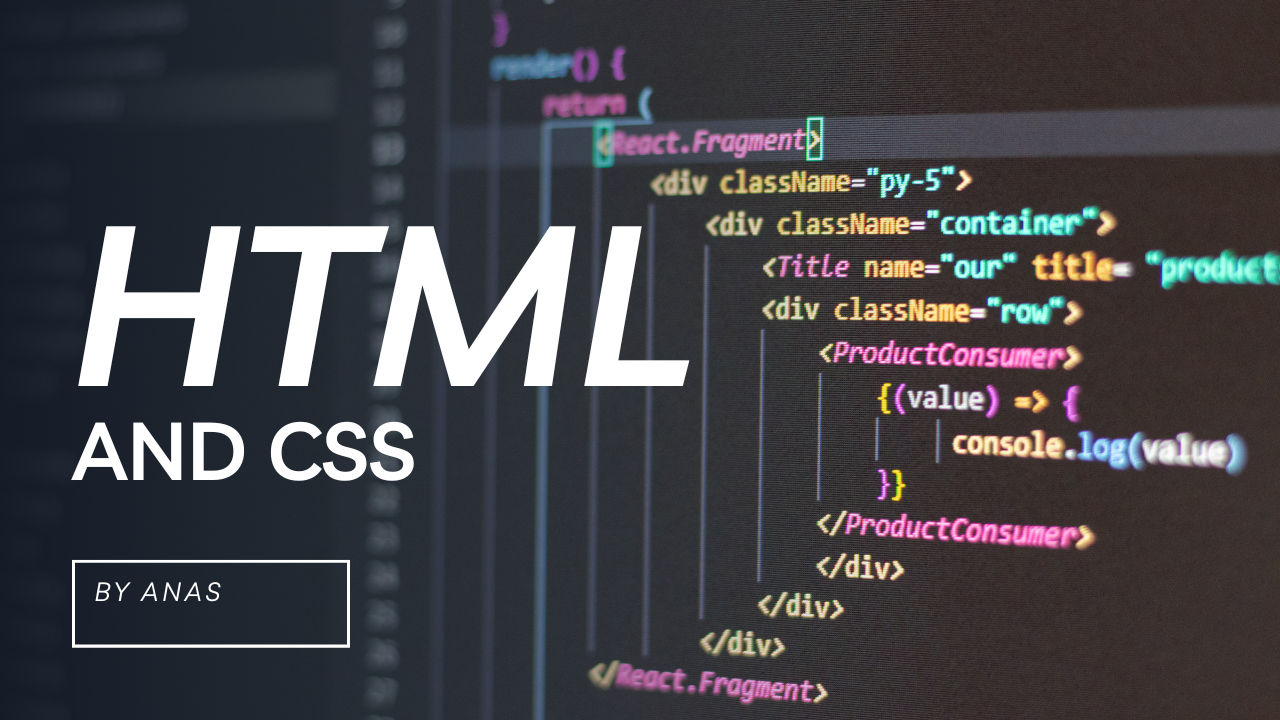 HTML
AND CSS
BY ANAS
}
render() {
return (
<React.Fragment>
<div className="py-5">
<div className="container">
<Title name="our" title= "product
<div className="row">
<ProductConsumer>
{(value) => {
console.log(value)
}}
</ProductConsumer>
</div>
</div>
</div>
</React.Fragment>